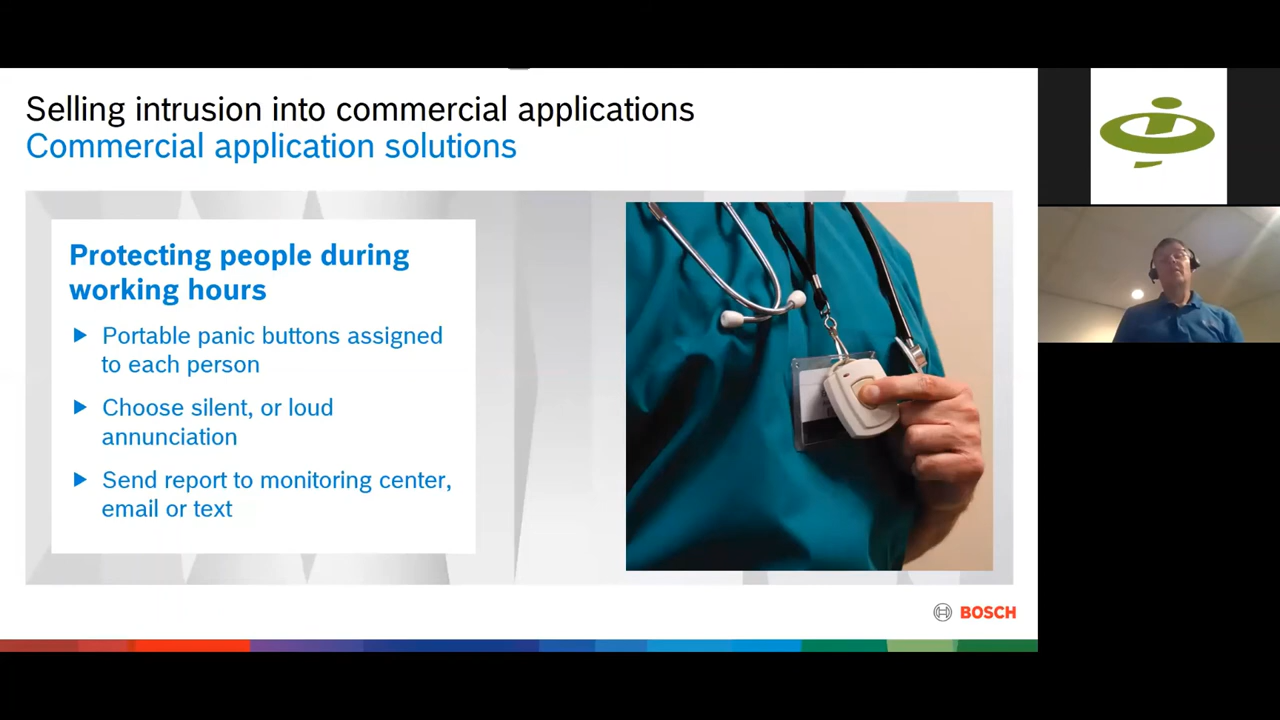 Selling intrusion into commercial applications
Commercial application solutions
Protecting people during
working hours
Portable panic buttons assigned
to each person
Choose silent, or loud
annunciation
Send report to monitoring center,
email or text
BOSCH